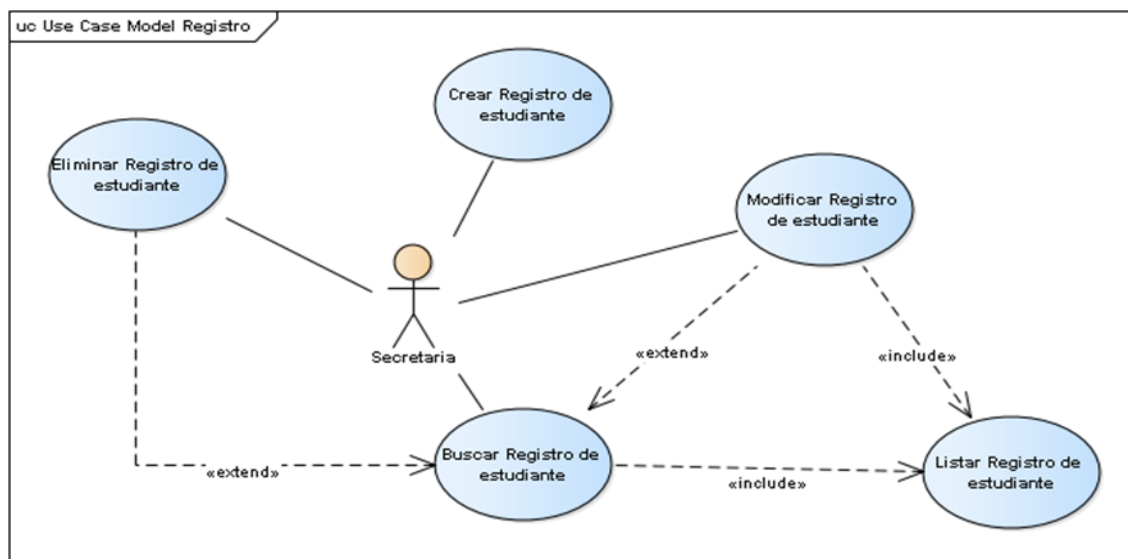 uc Use Case Model Registro
Crear Registro de
estudiante
Eliminar Registro de
estudiante
Modificar Registro
de estudiante
Secretaria
«extend»
«include»
Buscar Registro de
estudiante
Listar Registro de
estudiante
«extend»
«include»